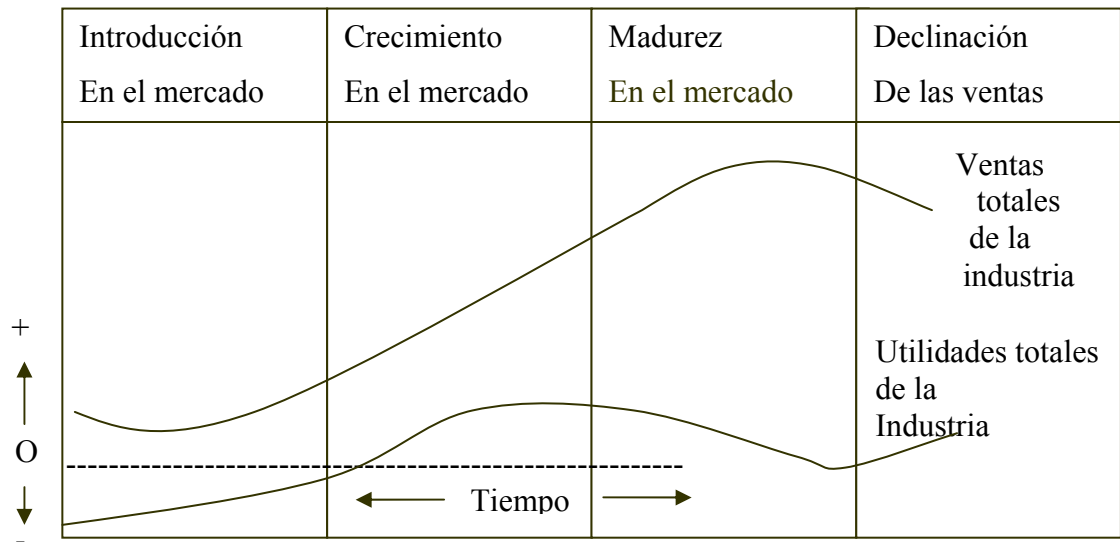 Introducción
En el mercado
Crecimiento
En el mercado
Madurez
En el mercado
Declinación
De las ventas
Ventas
totales
de la
industria
+
Utilidades totales
de la
Industria
O
Tiempo
-